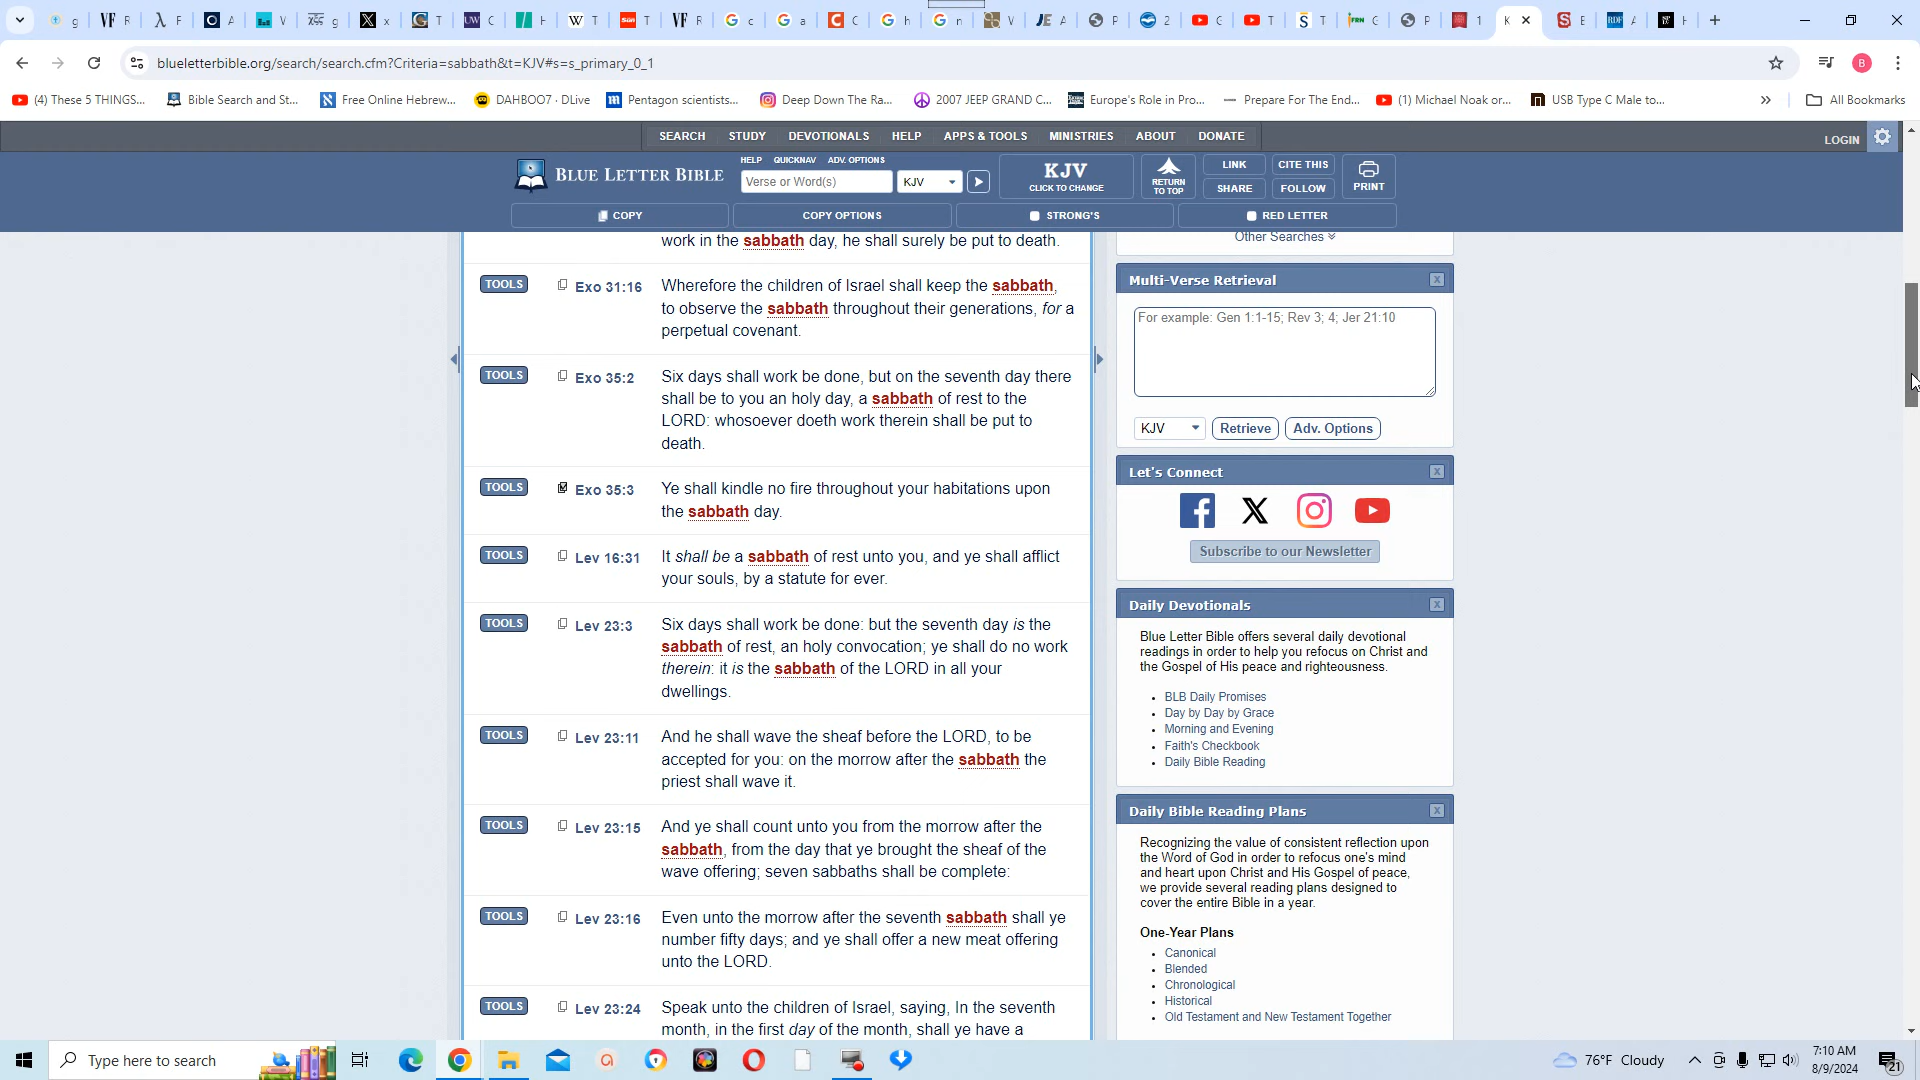 blueletterbible.org/search/search.cfm?Criteria=sabbath&t=KJV#s=s_primary_0_1
(4) These 5 THINGS...
Bible Search and St...
Free Online Hebrew...
DAHBOO7 · DLive
Pentagon scientists...
Deep Down The Ra...
2007 JEEP GRAND C...
Europe's Role in Pro...
Prepare For The End...
(1) Michael Noak or...
USB Type C Male to...
All Bookmarks
SEARCH STUDY DEVOTIONALS HELP APPS & TOOLS MINISTRIES ABOUT DONATE
LOGIN
BLUE LETTER BIBLE
HELP QUICKNAV ADV. OPTIONS
Verse or Word(s)
KJV
KJV
CLICK TO CHANGE
RETURN
TO TOP
LINK
CITE THIS
SHARE
FOLLOW
PRINT
COPY
COPY OPTIONS
STRONG'S
RED LETTER
work in the sabbath day, he shall surely be put to death.
TOOLS
Exo 31:16
Wherefore the children of Israel shall keep the sabbath,
to observe the sabbath throughout their generations, for a
perpetual covenant.
TOOLS
Exo 35:2
Six days shall work be done, but on the seventh day there
shall be to you an holy day, a sabbath of rest to the
LORD: whosoever doeth work therein shall be put to
death.
TOOLS
Exo 35:3
Ye shall kindle no fire throughout your habitations upon
the sabbath day.
TOOLS
Lev 16:31
It shall be a sabbath of rest unto you, and ye shall afflict
your souls, by a statute for ever.
TOOLS
Lev 23:3
Six days shall work be done: but the seventh day is the
sabbath of rest, an holy convocation; ye shall do no work
therein: it is the sabbath of the LORD in all your
dwellings.
TOOLS
Lev 23:11
And he shall wave the sheaf before the LORD, to be
accepted for you: on the morrow after the sabbath the
priest shall wave it.
TOOLS
Lev 23:15
And ye shall count unto you from the morrow after the
sabbath, from the day that ye brought the sheaf of the
wave offering; seven sabbaths shall be complete:
TOOLS
Lev 23:16
Even unto the morrow after the seventh sabbath shall ye
number fifty days; and ye shall offer a new meat offering
unto the LORD.
TOOLS
Lev 23:24
Speak unto the children of Israel, saying, In the seventh
month, in the first day of the month, shall ye have a
Other Searches
Multi-Verse Retrieval
For example: Gen 1:1-15; Rev 3; 4; Jer 21:10
KJV
Retrieve
Adv. Options
Let's Connect
Subscribe to our Newsletter
Daily Devotionals
Blue Letter Bible offers several daily devotional
readings in order to help you refocus on Christ and
the Gospel of His peace and righteousness.
BLB Daily Promises
Day by Day by Grace
Morning and Evening
Faith's Checkbook
Daily Bible Reading
Daily Bible Reading Plans
Recognizing the value of consistent reflection upon
the Word of God in order to refocus one's mind
and heart upon Christ and His Gospel of peace,
we provide several reading plans designed to
cover the entire Bible in a year.
One-Year Plans
Canonical
Blended
Chronological
Historical
Old Testament and New Testament Together
Type here to search
76°F Cloudy
7:10 AM
8/9/2024
21